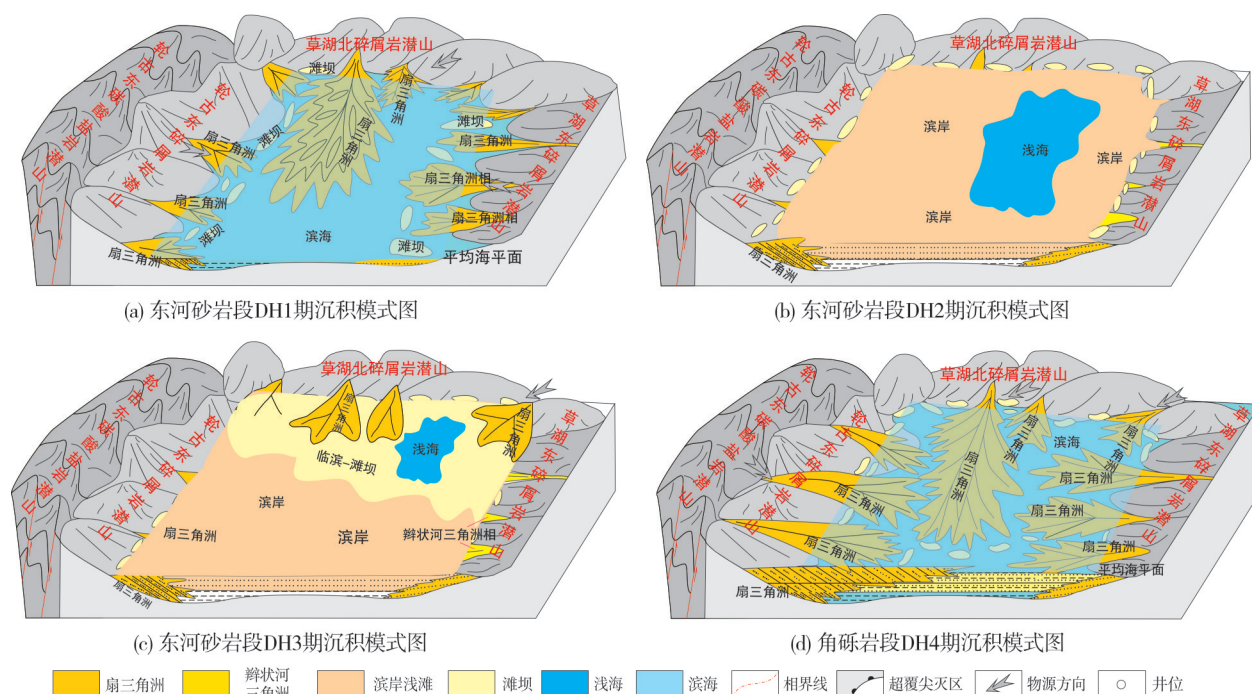 草湖北碎屑岩潜山
轮古东碳酸盐岩潜山
轮古东碎屑岩潜山
草湖东碎屑岩潜山
滩坝
扇三角洲
扇三角洲
滩坝
滩坝
扇三角洲
扇三角洲
扇三角洲相
扇三角洲
扇三角洲相
滩坝
滨海
滩坝
扇三角洲
平均海平面
(a) 东河砂岩段DH1期沉积模式图
草湖北碎屑岩潜山
轮古东碳酸盐岩潜山
轮古东碎屑岩潜山
草湖东碎屑岩潜山
滨岸
浅海
滨岸
滨岸
扇三角洲
(b) 东河砂岩段DH2期沉积模式图
草湖北碎屑岩潜山
轮古东碳酸盐岩潜山
轮古东碎屑岩潜山
草湖东碎屑岩潜山
扇三角洲
扇三角洲
浅海
临滨–滩坝
滨岸
扇三角洲
滨岸
辫状河三角洲相
扇三角洲
(c) 东河砂岩段DH3期沉积模式图
草湖北碎屑岩潜山
轮古东碳酸盐岩潜山
轮古东碎屑岩潜山
草湖东碎屑岩潜山
扇三角洲
滨海
扇三角洲
扇三角洲
扇三角洲
扇三角洲
扇三角洲
扇三角洲
扇三角洲
扇三角洲
平均海平面
扇三角洲
(d) 角砾岩段DH4期沉积模式图
扇三角洲
辫状河
三角洲
滨岸浅滩
滩坝
浅海
滨海
相界线
超覆尖灭区
物源方向
井位